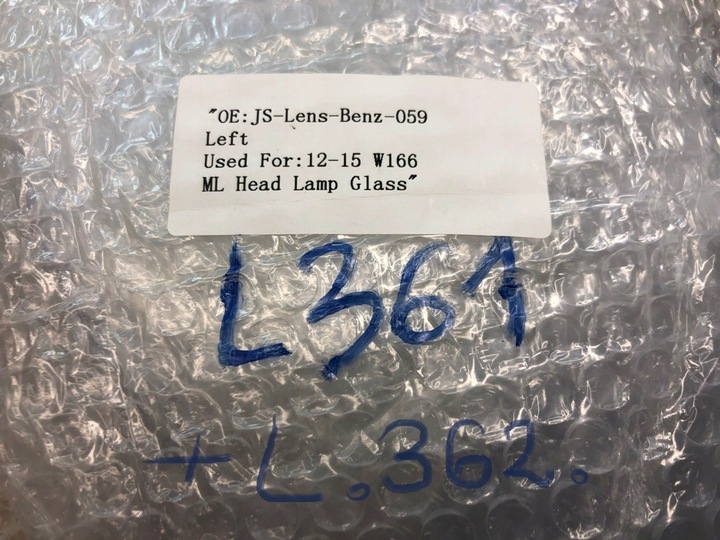 "OE:JS-Lens-Benz-059
Left
Used For:12-15 W166
ML Head Lamp Glass"
L361
+L.362.